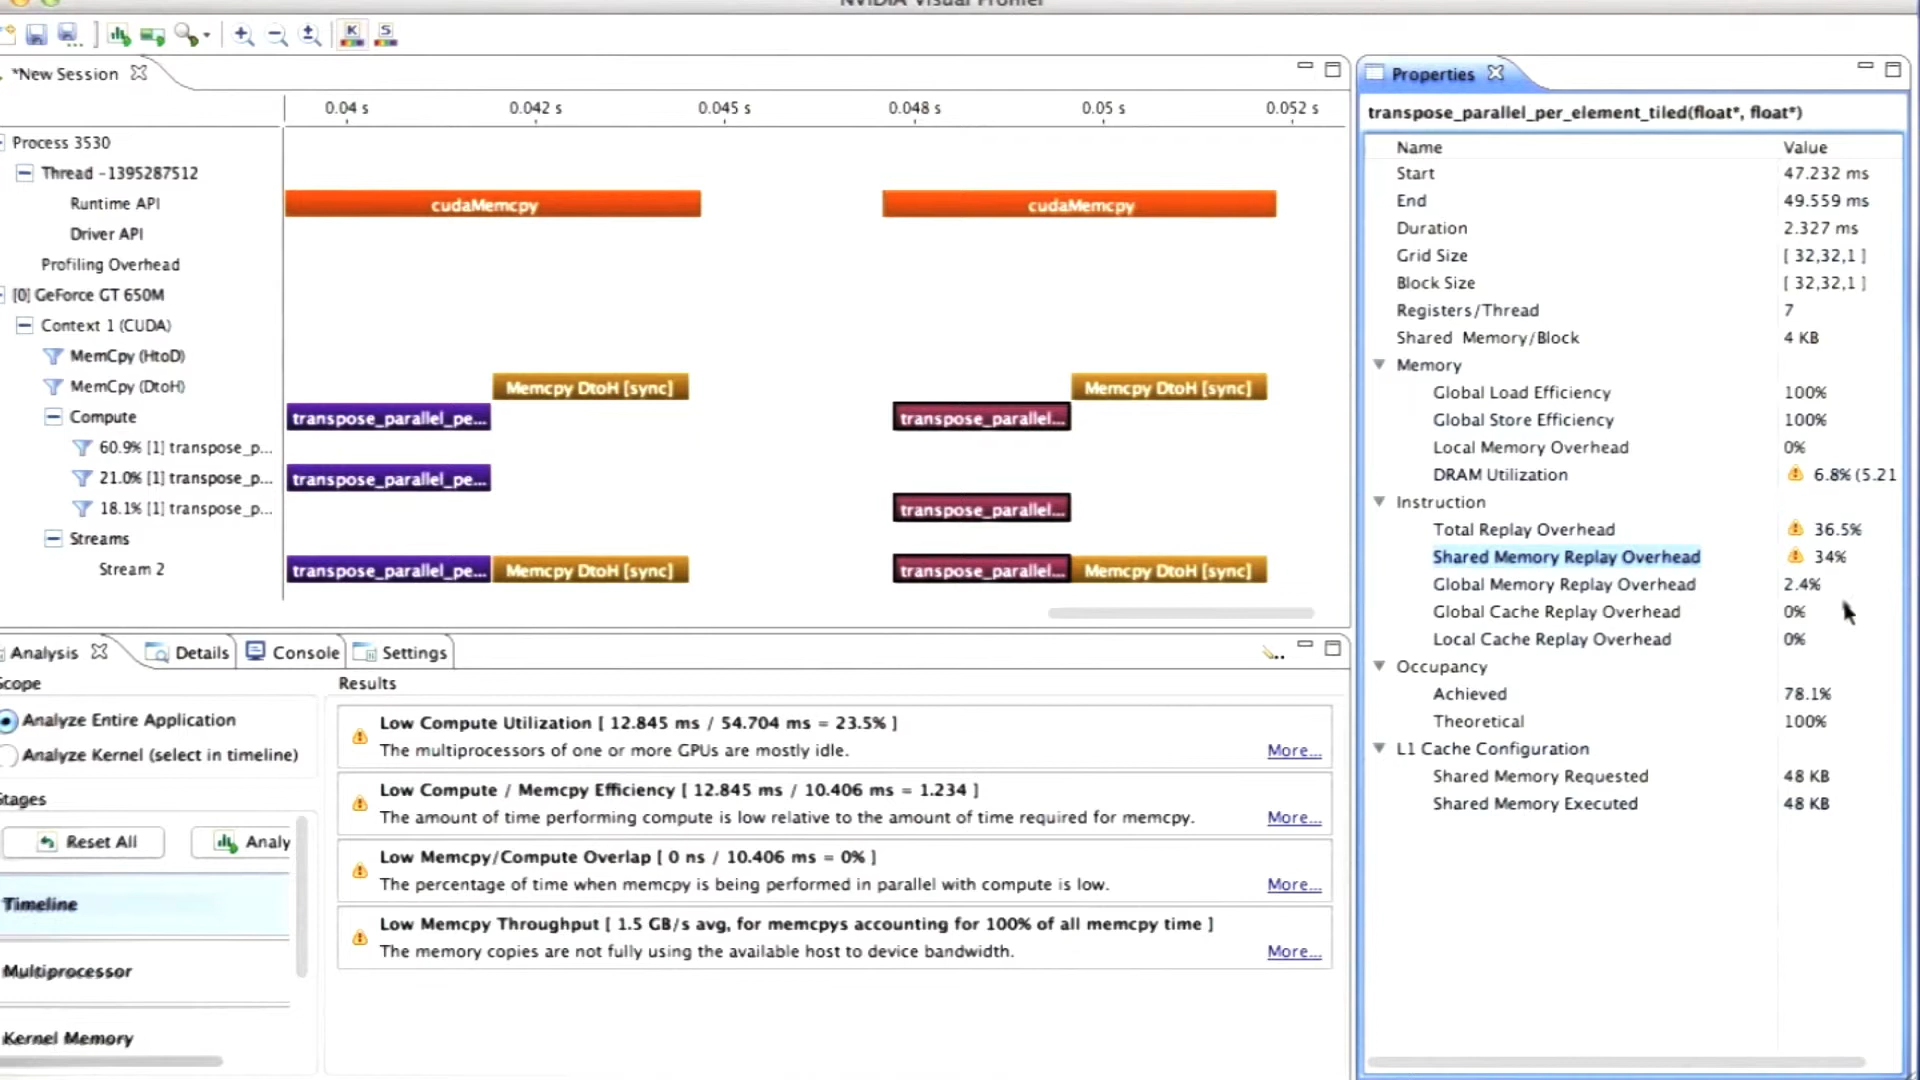 NVIDIA Visual Profiler
*New Session
0.04 s
0.042 s
0.045 s
0.048 s
0.05 s
0.052 s
Process 3530
Thread -1395287512
Runtime API
cudaMemcpy
cudaMemcpy
Driver API
Profiling Overhead
[0] GeForce GT 650M
Context 1 (CUDA)
MemCpy (HtoD)
MemCpy (DtoH)
Memcpy DtoH [sync]
Memcpy DtoH [sync]
Compute
transpose_parallel_pe...
transpose_parallel...
60.9% [1] transpose_p...
21.0% [1] transpose_p...
transpose_parallel_pe...
18.1% [1] transpose_p...
transpose_parallel...
Streams
Stream 2
transpose_parallel_pe...
Memcpy DtoH [sync]
transpose_parallel...
Memcpy DtoH [sync]
Analysis
Details
Console
Settings
Scope
Analyze Entire Application
Analyze Kernel (select in timeline)
Stages
Reset All
Analy
Timeline
Multiprocessor
Kernel Memory
Results
Low Compute Utilization [ 12.845 ms / 54.704 ms = 23.5% ]
The multiprocessors of one or more GPUs are mostly idle.
More...
Low Compute / Memcpy Efficiency [ 12.845 ms / 10.406 ms = 1.234 ]
The amount of time performing compute is low relative to the amount of time required for memcpy.
More...
Low Memcpy/Compute Overlap [ 0 ns / 10.406 ms = 0% ]
The percentage of time when memcpy is being performed in parallel with compute is low.
More...
Low Memcpy Throughput [ 1.5 GB/s avg, for memcpys accounting for 100% of all memcpy time ]
The memory copies are not fully using the available host to device bandwidth.
More...
Properties
transpose_parallel_per_element_tiled(float*, float*)
Name Value
Start 47.232 ms
End 49.559 ms
Duration 2.327 ms
Grid Size [ 32,32,1 ]
Block Size [ 32,32,1 ]
Registers/Thread 7
Shared Memory/Block 4 KB
Memory
Global Load Efficiency 100%
Global Store Efficiency 100%
Local Memory Overhead 0%
DRAM Utilization 6.8% (5.21
Instruction
Total Replay Overhead 36.5%
Shared Memory Replay Overhead 34%
Global Memory Replay Overhead 2.4%
Global Cache Replay Overhead 0%
Local Cache Replay Overhead 0%
Occupancy
Achieved 78.1%
Theoretical 100%
L1 Cache Configuration
Shared Memory Requested 48 KB
Shared Memory Executed 48 KB